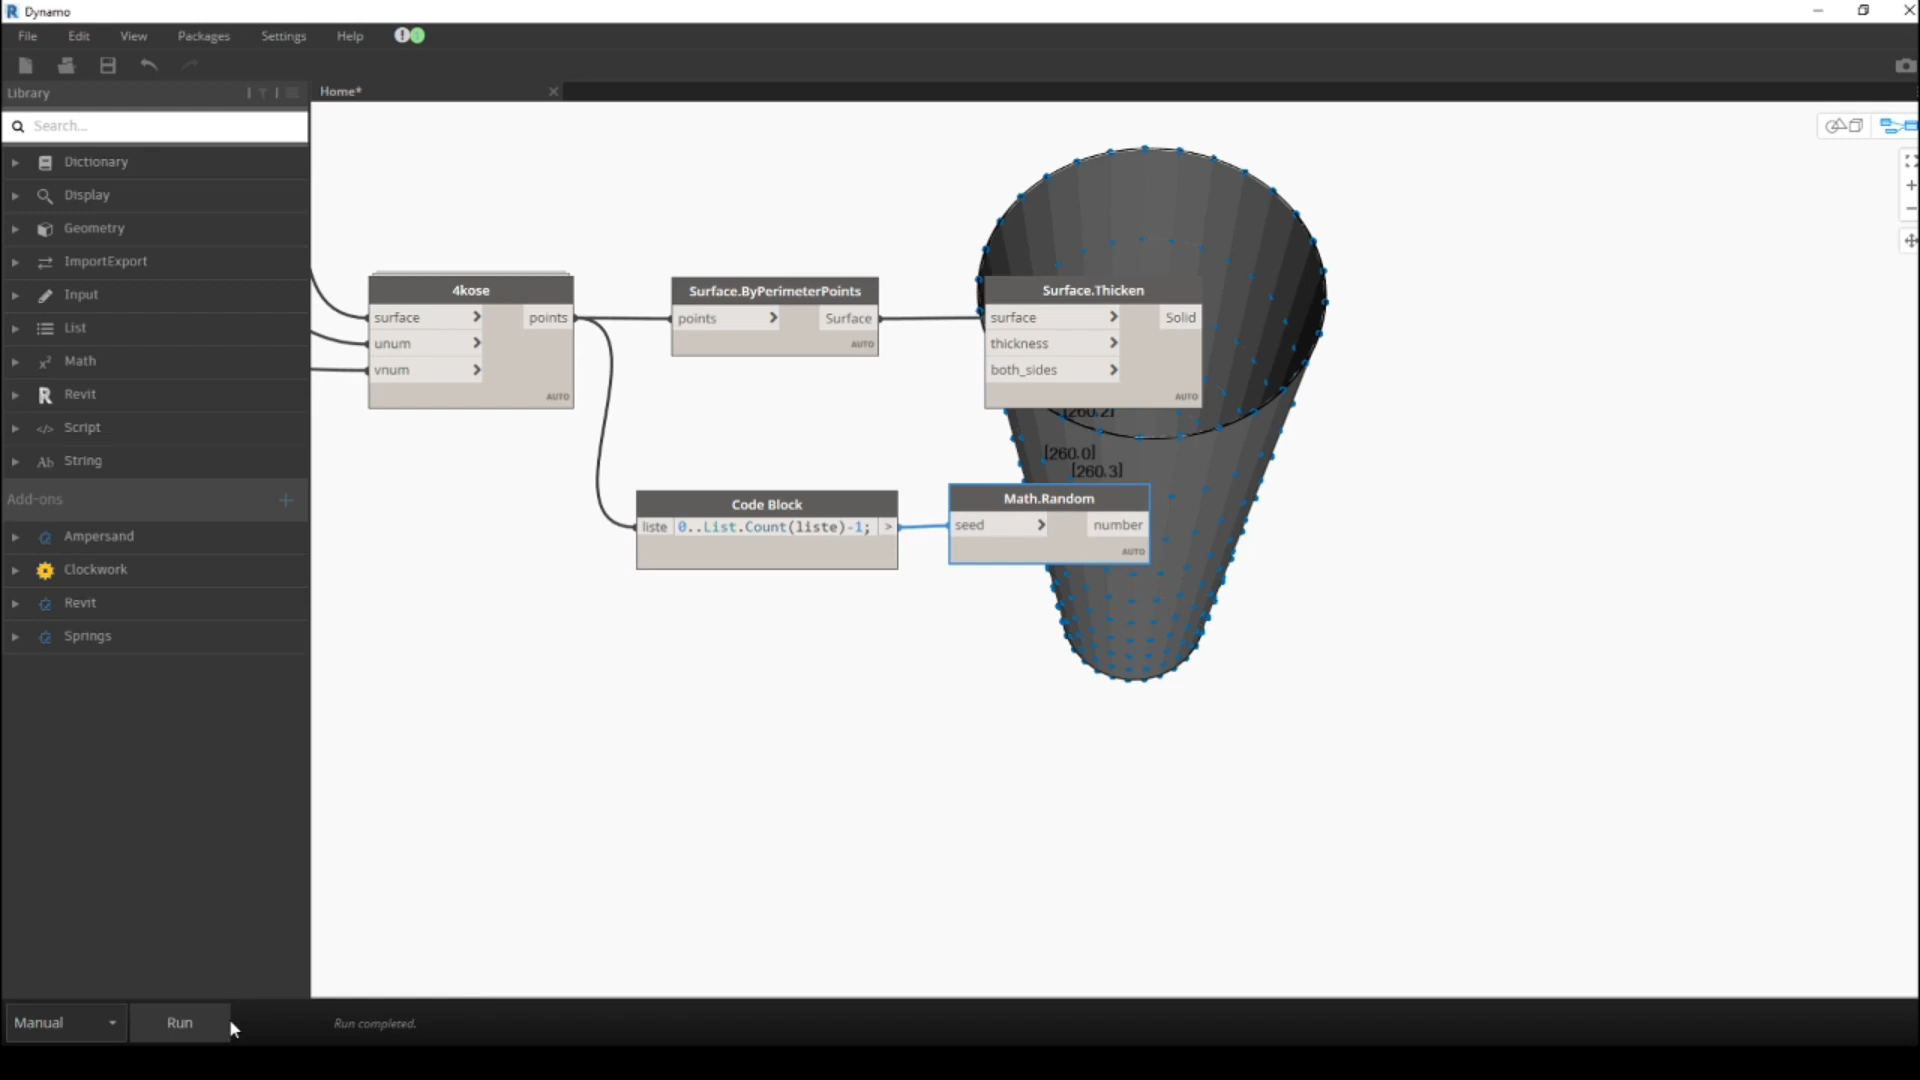 Dynamo
File Edit View Packages Settings Help
Library
Home*
Search...
Dictionary
Display
Geometry
ImportExport
Input
List
Math
Revit
Script
String
Add-ons
Ampersand
Clockwork
Revit
Springs
4kose
surface > points
unum >
vnum >
AUTO
Surface.ByPerimeterPoints
points > Surface
AUTO
Surface.Thicken
surface > Solid
thickness >
both_sides >
AUTO
[260.2]
[260.0]
[260.3]
Code Block
liste 0..List.Count(liste)-1; >
Math.Random
seed > number
AUTO
Manual Run Run completed.